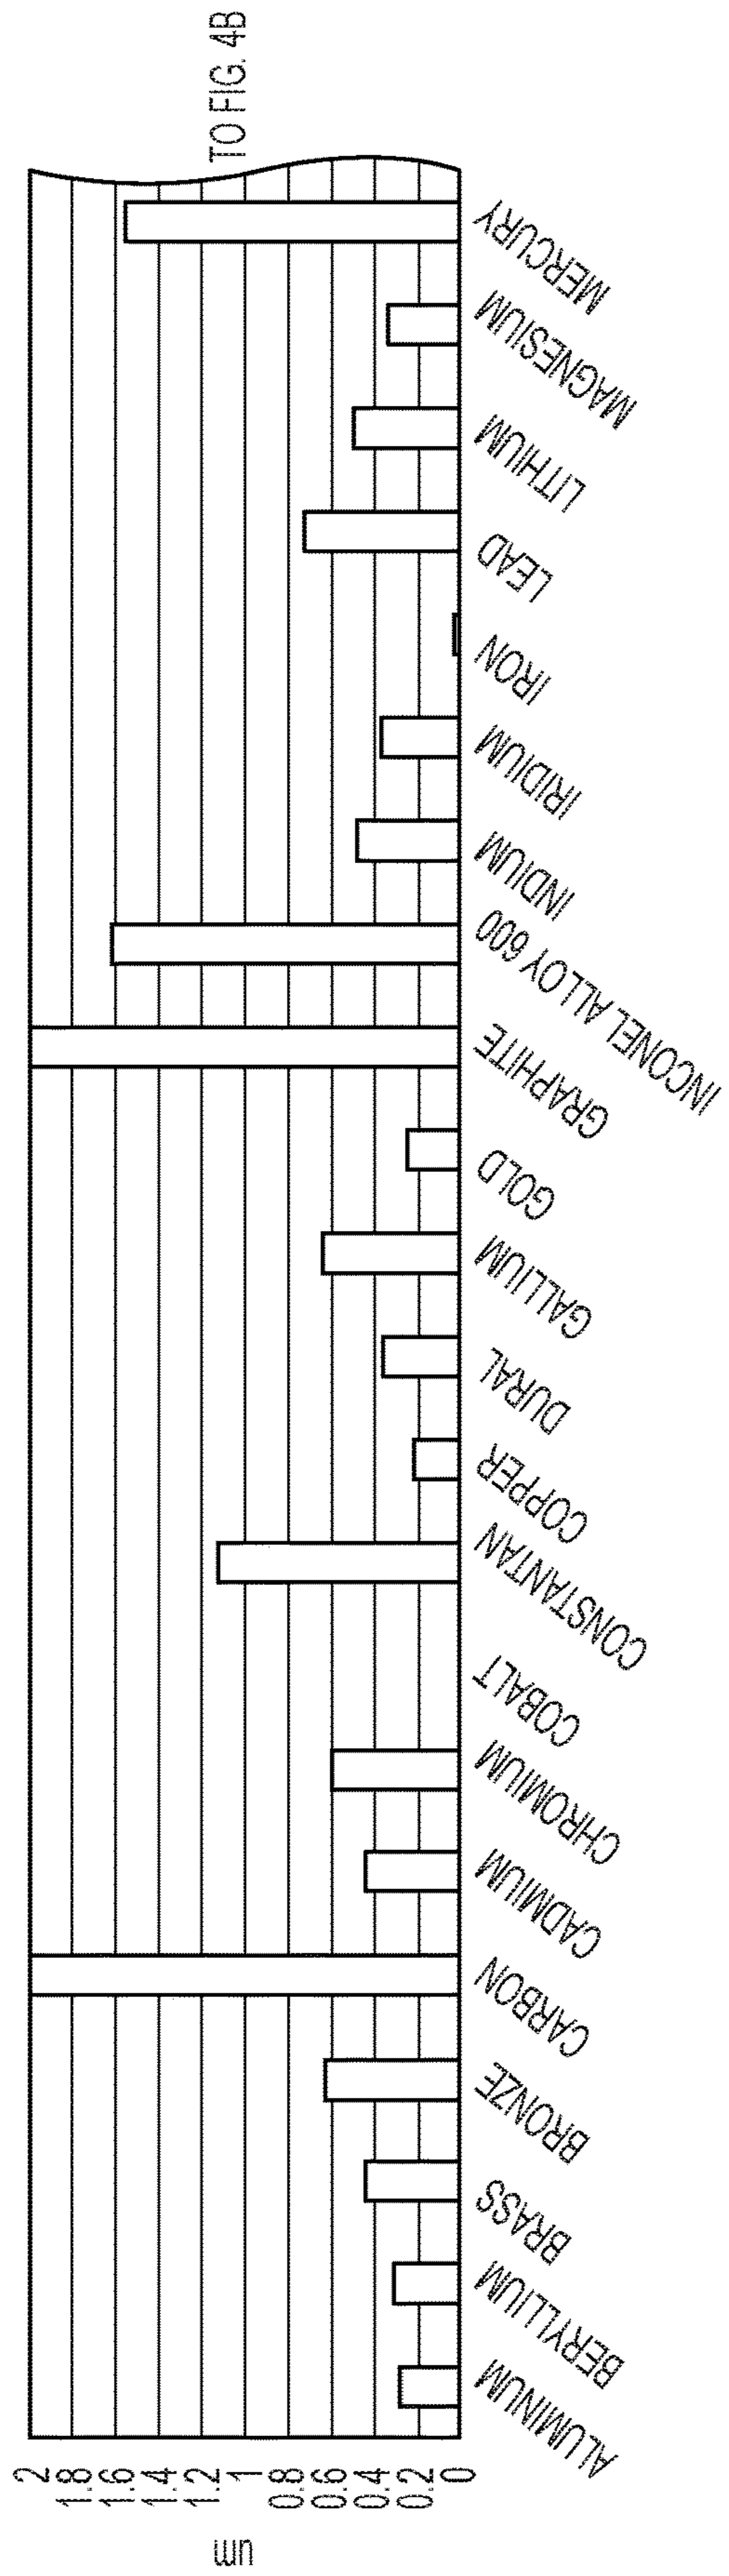 um
2
1.8
1.6
1.4
1.2
1
0.8
0.6
0.4
0.2
0
ALUMINUM
BERYLLIUM
BRASS
BRONZE
CARBON
CADMIUM
CHROMIUM
COBALT
CONSTANTAN
COPPER
DURAL
GALLIUM
GOLD
GRAPHITE
INCONEL ALLOY 600
INDIUM
IRIDIUM
IRON
LEAD
LITHIUM
MAGNESIUM
MERCURY
TO FIG. 4B